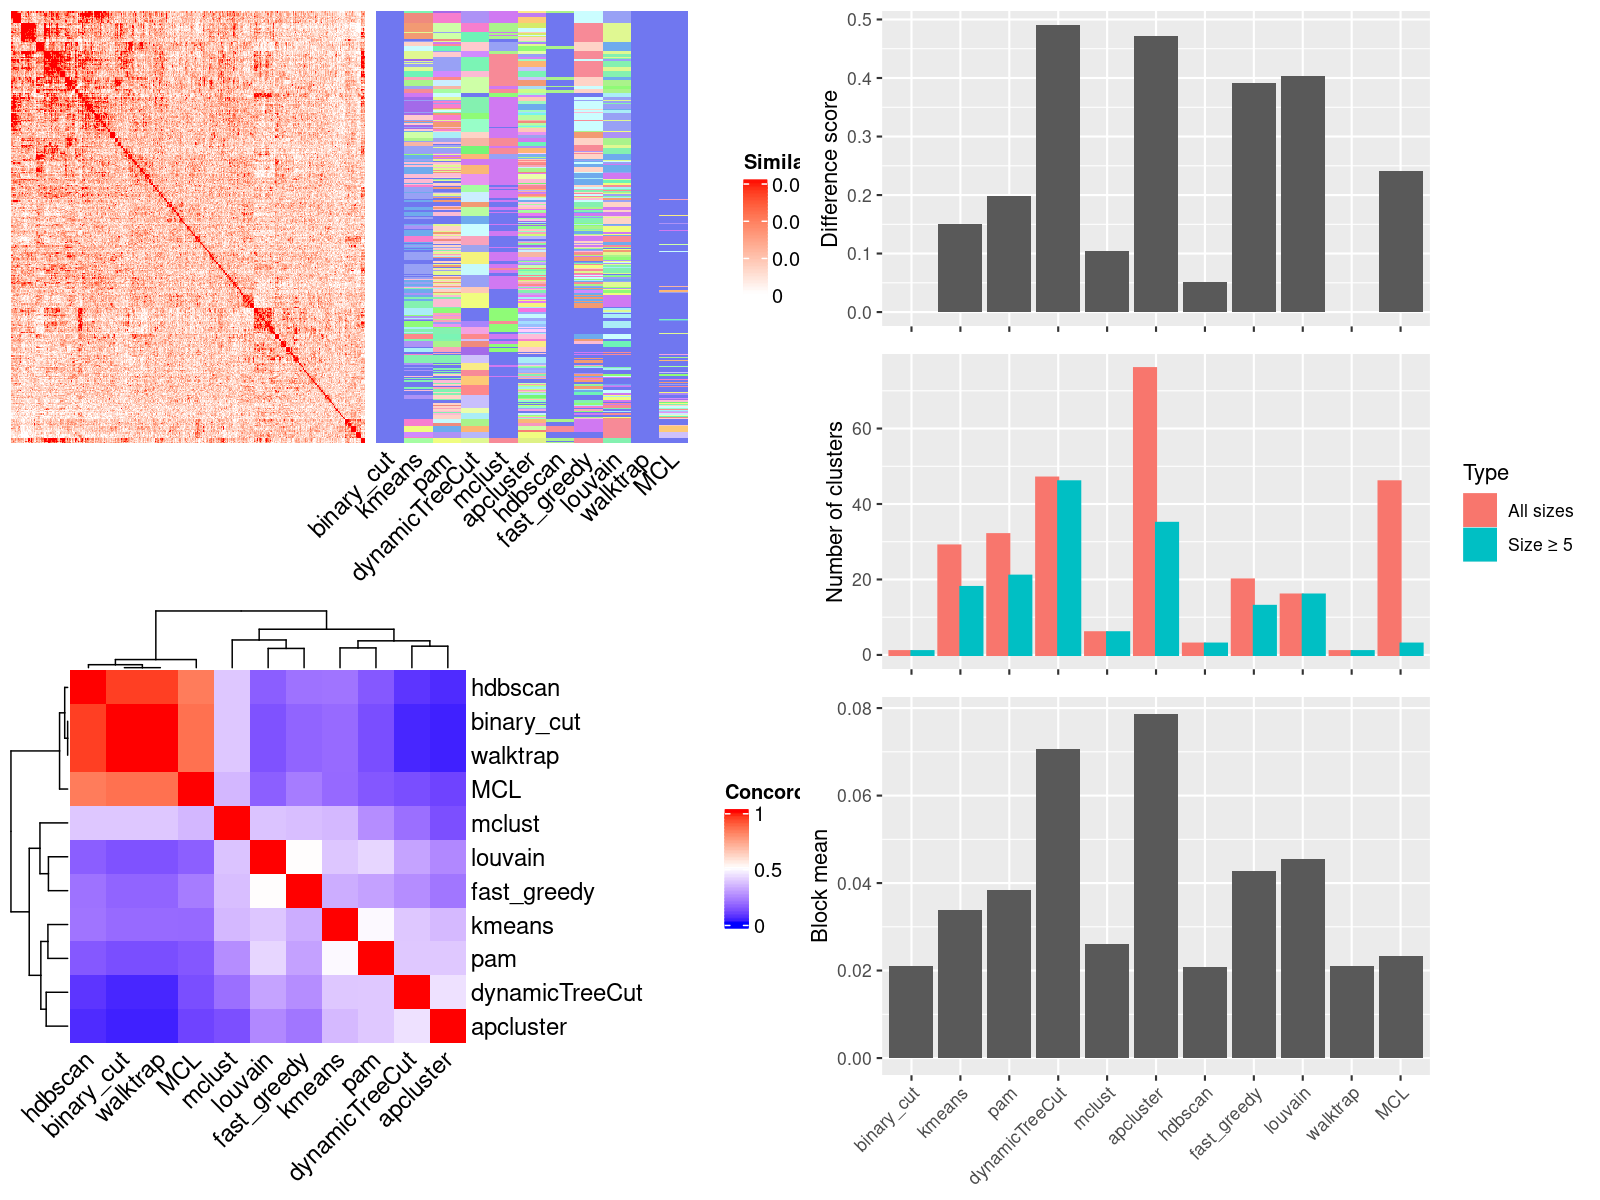 Simila
0.0
0.0
0.0
0
binary_cut
kmeans
pam
dynamicTreeCut
mclust
apcluster
hdbscan
fast_greedy
louvain
walktrap
MCL
hdbscan
binary_cut
walktrap
MCL
mclust
louvain
fast_greedy
kmeans
pam
dynamicTreeCut
apcluster
hdbscan
binary_cut
walktrap
MCL
mclust
louvain
fast_greedy
kmeans
pam
dynamicTreeCut
apcluster
Concord
1
0.5
0
Difference score
0.5
0.4
0.3
0.2
0.1
0.0
Number of clusters
60
40
20
0
Type
All sizes
Size ≥ 5
Block mean
0.08
0.06
0.04
0.02
0.00
binary_cut
kmeans
pam
dynamicTreeCut
mclust
apcluster
hdbscan
fast_greedy
louvain
walktrap
MCL